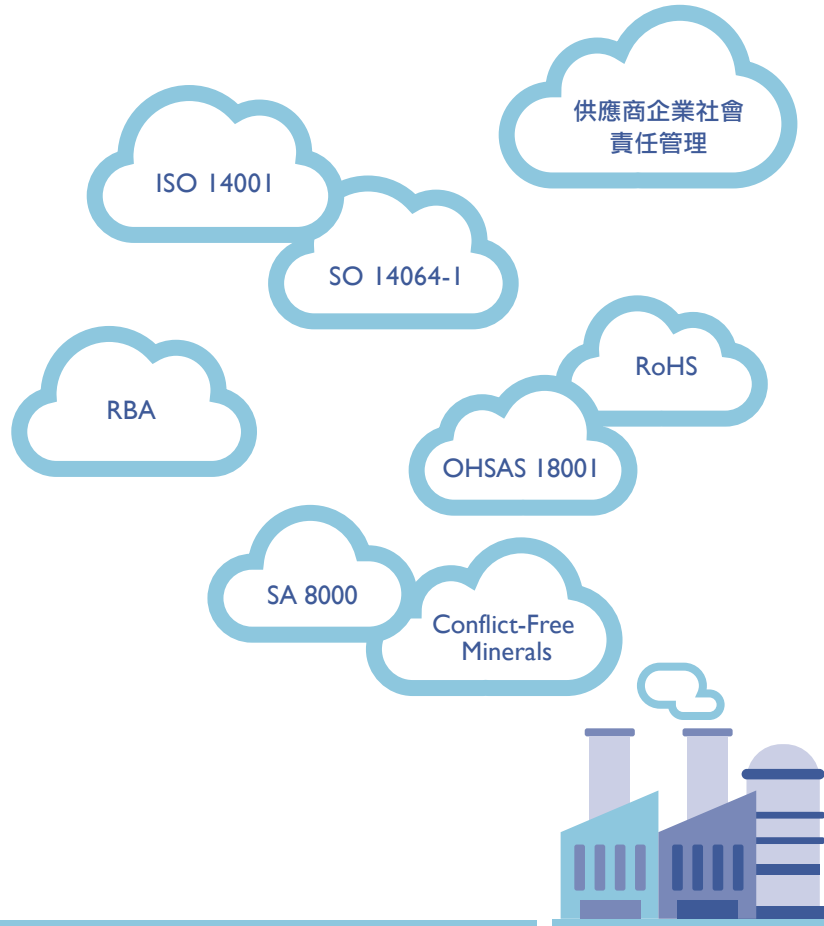 供應商企業社會
責任管理
ISO 14001
SO 14064-1
RoHS
RBA
OHSAS 18001
SA 8000
Conflict-Free
Minerals